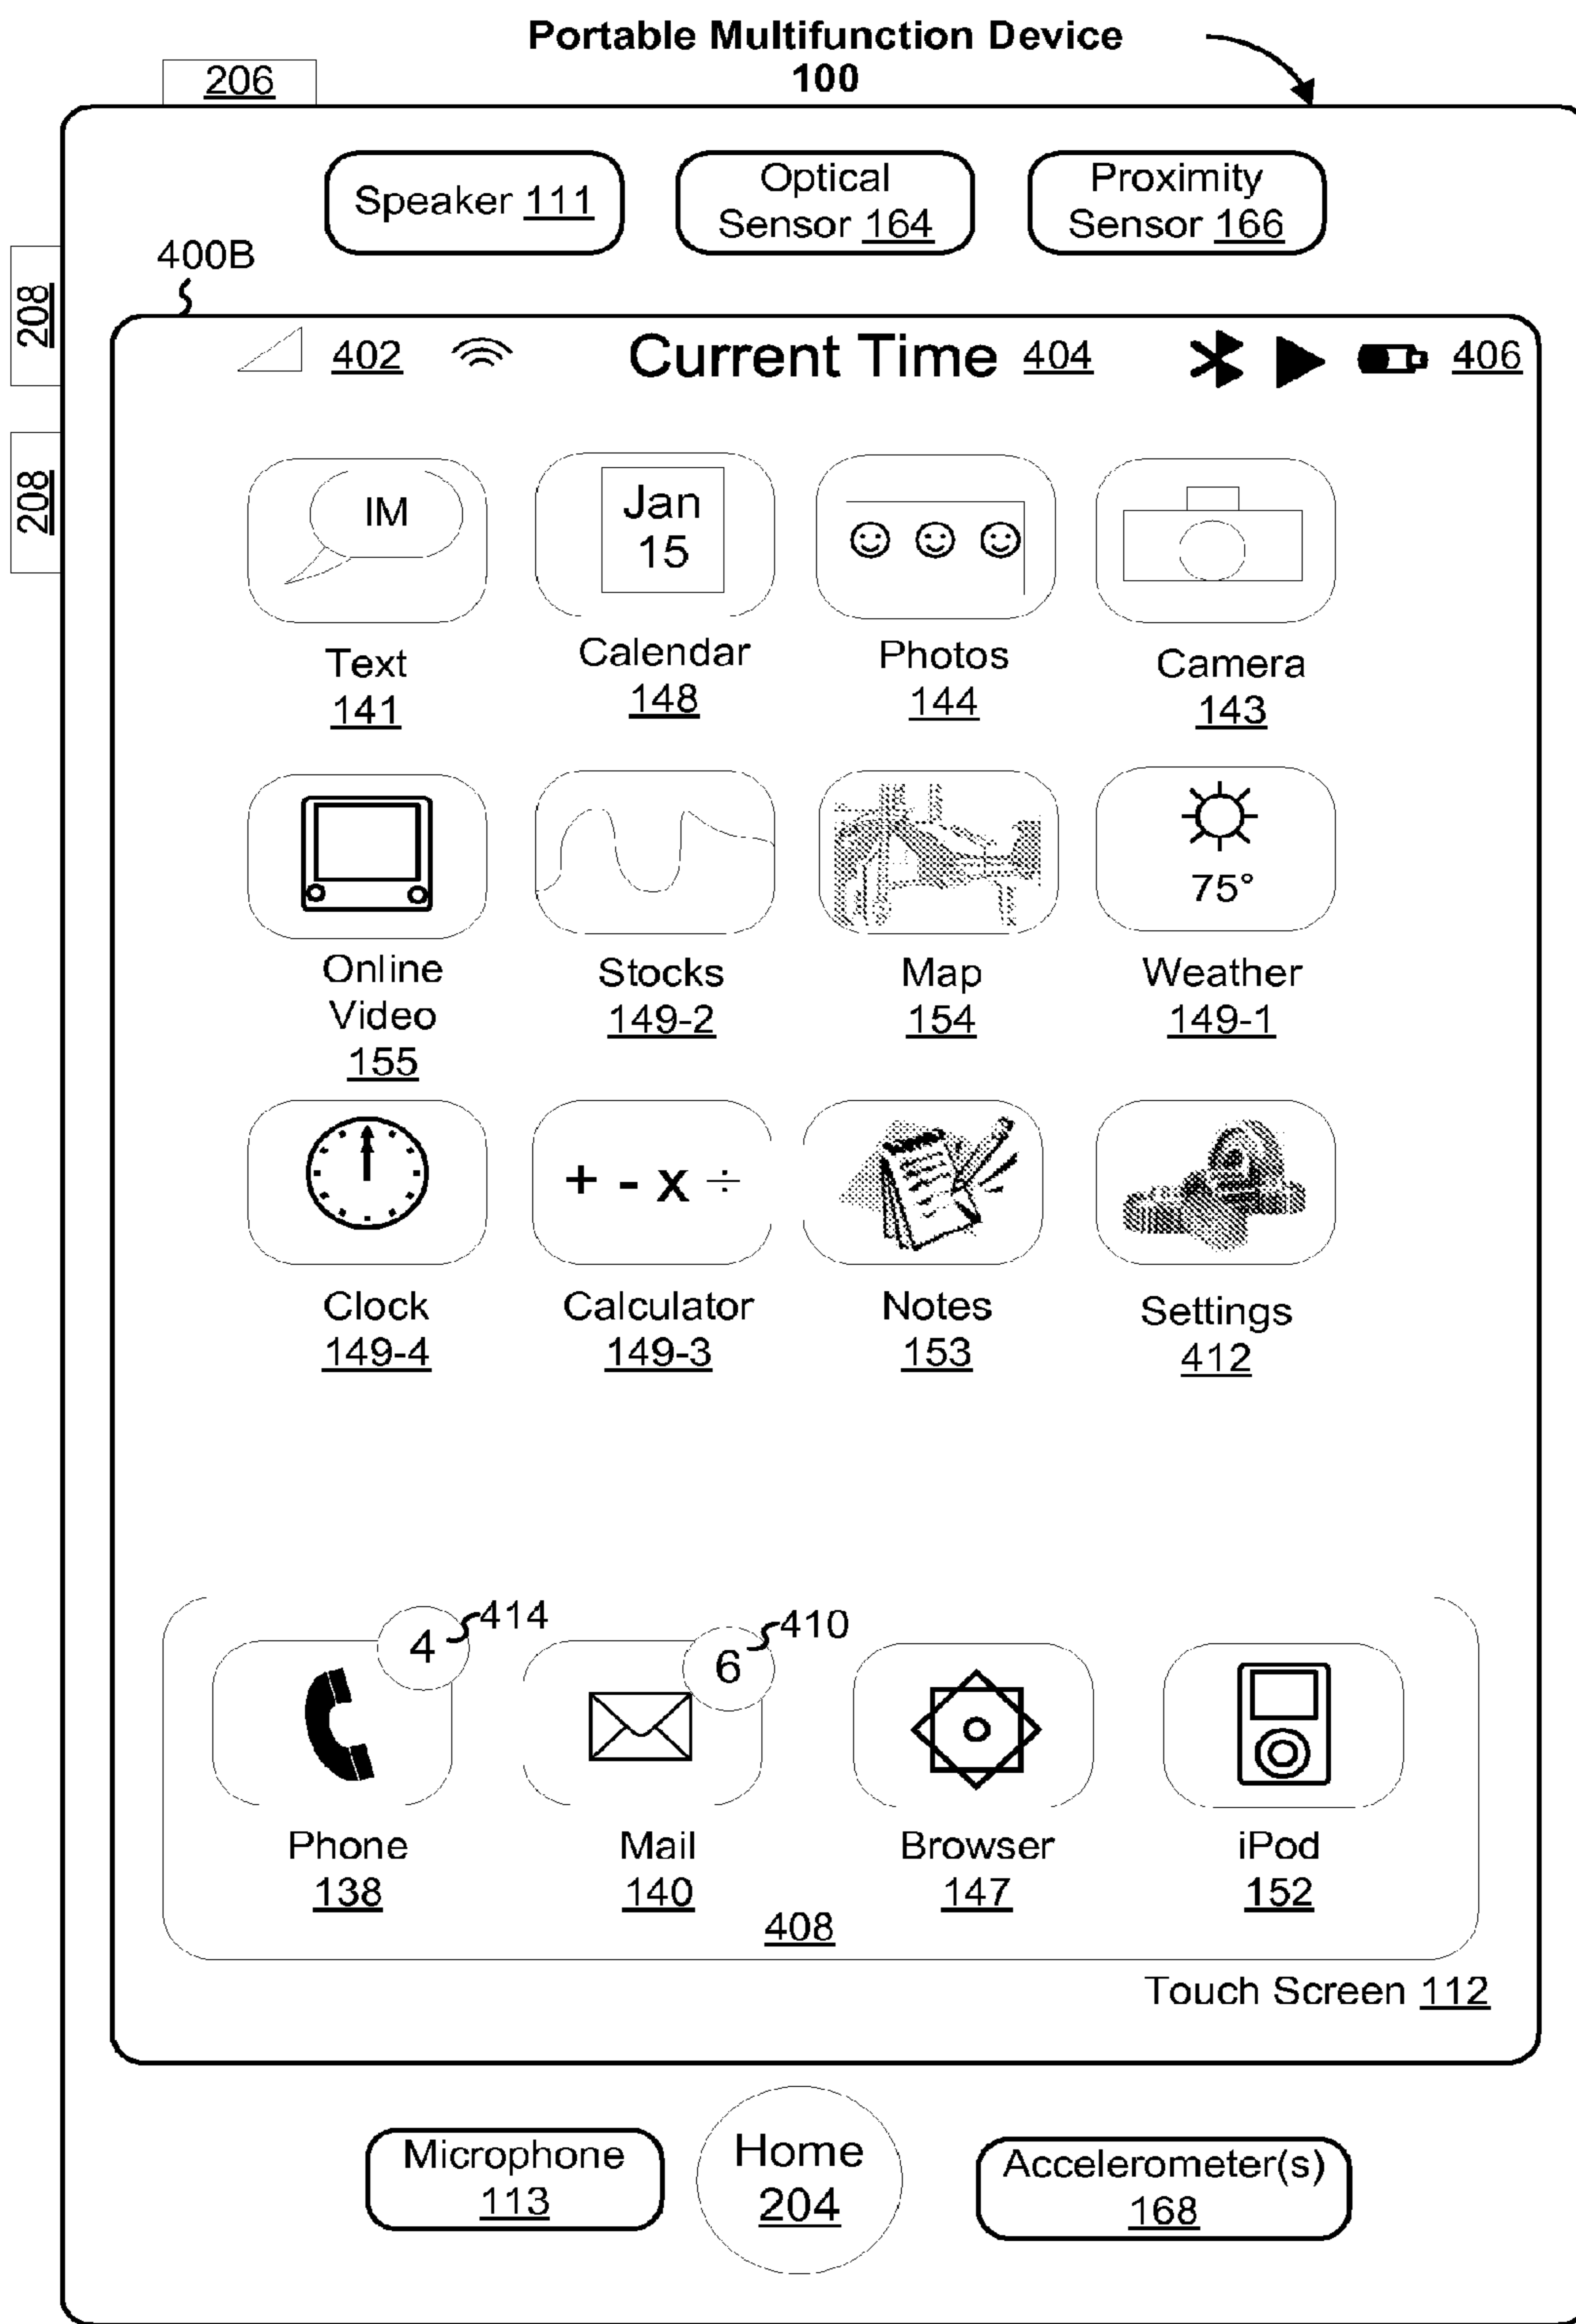 Portable Multifunction Device
100
206
Speaker 111
Optical
Sensor 164
Proximity
Sensor 166
400B
208
208
402
Current Time 404
406
IM
Jan
15
Text
141
Calendar
148
Photos
144
Camera
143
75°
Online
Video
155
Stocks
149-2
Map
154
Weather
149-1
+ - x ÷
Clock
149-4
Calculator
149-3
Notes
153
Settings
412
4
414
6
410
Phone
138
Mail
140
Browser
147
iPod
152
408
Touch Screen 112
Microphone
113
Home
204
Accelerometer(s)
168